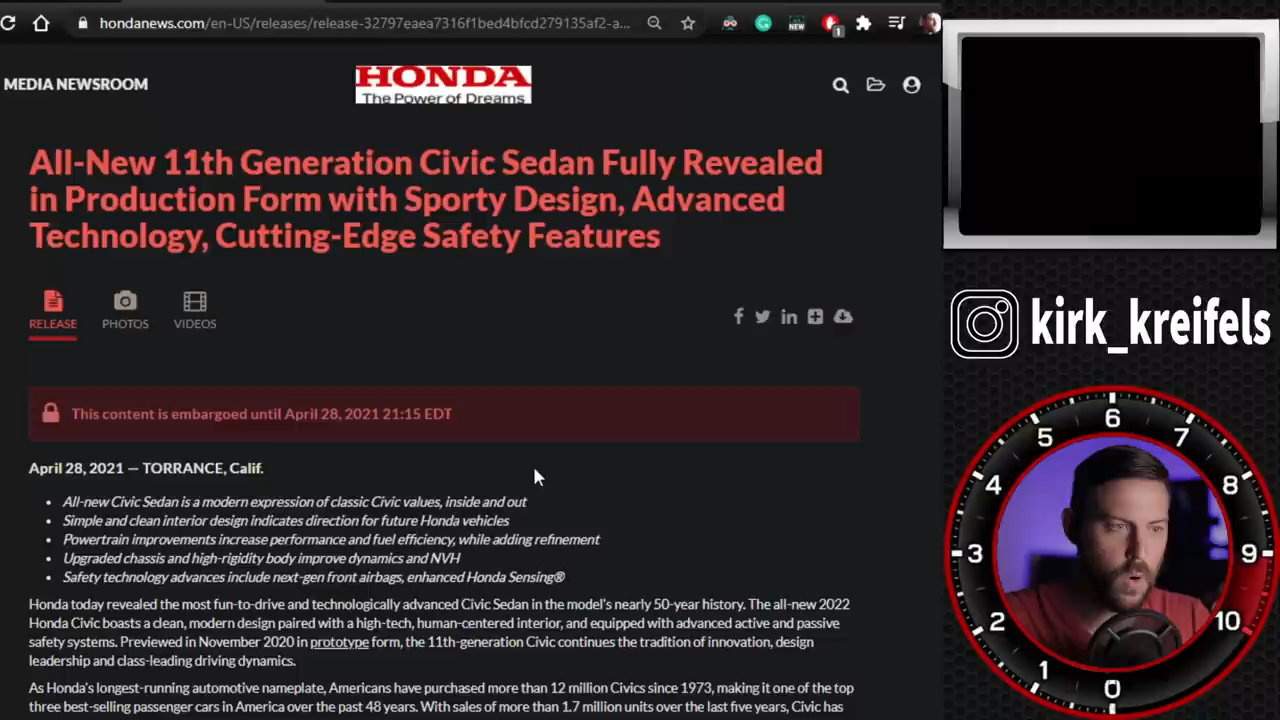 hondanews.com/en-US/releases/release-32797eaea7316f1bed4bfcd279135af2-a...
NEW
1
MEDIA NEWSROOM
HONDA
The Power of Dreams
All-New 11th Generation Civic Sedan Fully Revealed
in Production Form with Sporty Design, Advanced
Technology, Cutting-Edge Safety Features
RELEASE
PHOTOS
VIDEOS
This content is embargoed until April 28, 2021 21:15 EDT
April 28, 2021 — TORRANCE, Calif.
• All-new Civic Sedan is a modern expression of classic Civic values, inside and out
• Simple and clean interior design indicates direction for future Honda vehicles
• Powertrain improvements increase performance and fuel efficiency, while adding refinement
• Upgraded chassis and high-rigidity body improve dynamics and NVH
• Safety technology advances include next-gen front airbags, enhanced Honda Sensing®
Honda today revealed the most fun-to-drive and technologically advanced Civic Sedan in the model's nearly 50-year history. The all-new 2022
Honda Civic boasts a clean, modern design paired with a high-tech, human-centered interior, and equipped with advanced active and passive
safety systems. Previewed in November 2020 in prototype form, the 11th-generation Civic continues the tradition of innovation, design
leadership and class-leading driving dynamics.
As Honda's longest-running automotive nameplate, Americans have purchased more than 12 million Civics since 1973, making it one of the top
three best-selling passenger cars in America over the past 48 years. With sales of more than 1.7 million units over the last five years, Civic has
kirk_kreifels
6
5
7
4
8
3
9
2
10
1
0